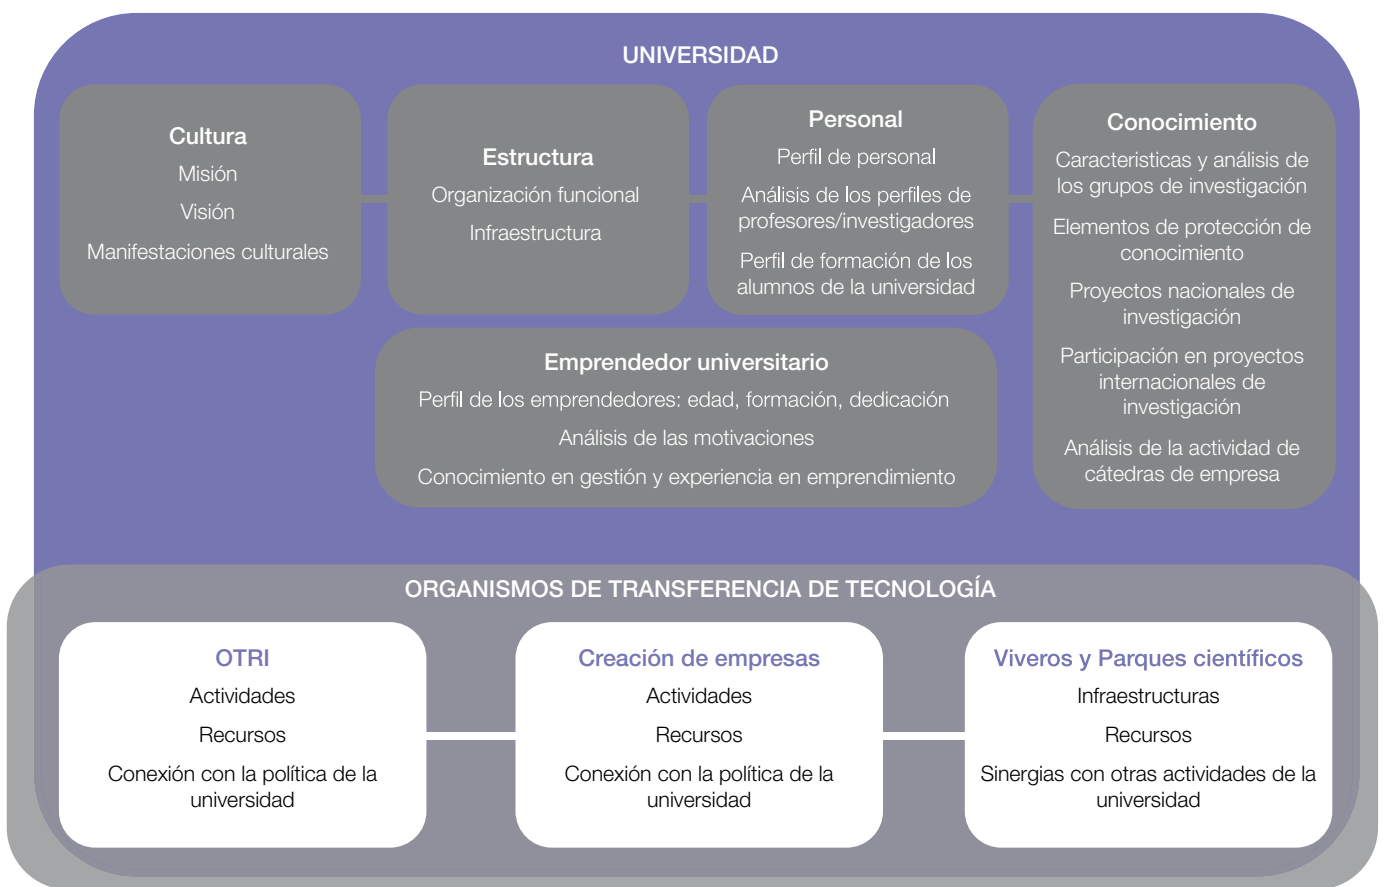 UNIVERSIDAD
Cultura
Misión
Visión
Manifestaciones culturales
Estructura
Organización funcional
Infraestructura
Personal
Perfil de personal
Análisis de los perfiles de
profesores/investigadores
Perfil de formación de los
alumnos de la universidad
Conocimiento
Caracteristicas y análisis de
los grupos de investigación
Elementos de protección de
conocimiento
Proyectos nacionales de
investigación
Participación en proyectos
internacionales de
investigación
Análisis de la actividad de
cátedras de empresa
Emprendedor universitario
Perfil de los emprendedores: edad, formación, dedicación
Análisis de las motivaciones
Conocimiento en gestión y experiencia en emprendimiento
ORGANISMOS DE TRANSFERENCIA DE TECNOLOGÍA
OTRI
Actividades
Recursos
Conexión con la política de la
universidad
Creación de empresas
Actividades
Recursos
Conexión con la política de la
universidad
Viveros y Parques científicos
Infraestructuras
Recursos
Sinergias con otras actividades de la
universidad